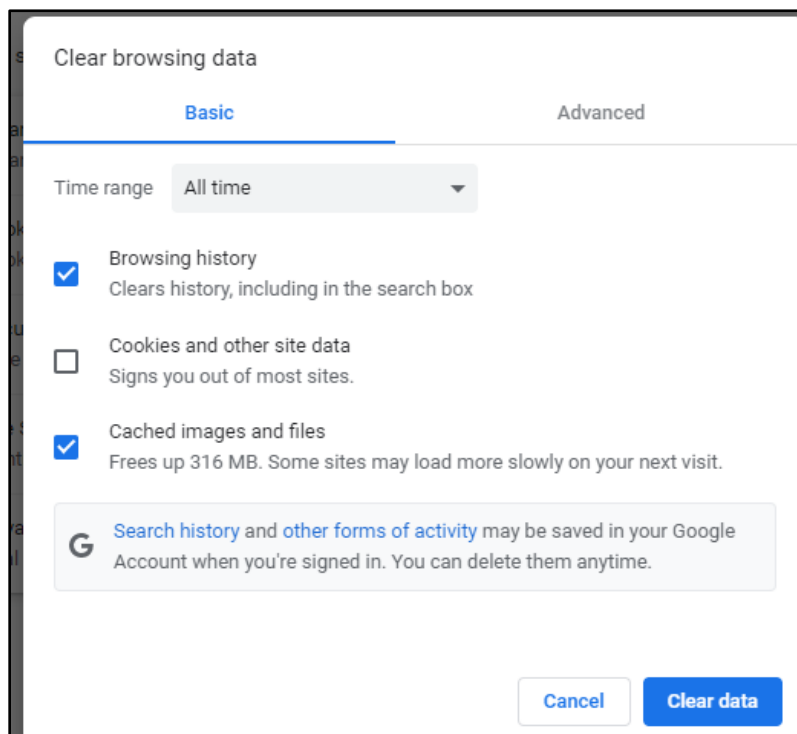 Clear browsing data
Basic Advanced
Time range All time
Browsing history
Clears history, including in the search box
Cookies and other site data
Signs you out of most sites.
Cached images and files
Frees up 316 MB. Some sites may load more slowly on your next visit.
G
Search history and other forms of activity may be saved in your Google
Account when you're signed in. You can delete them anytime.
Cancel Clear data